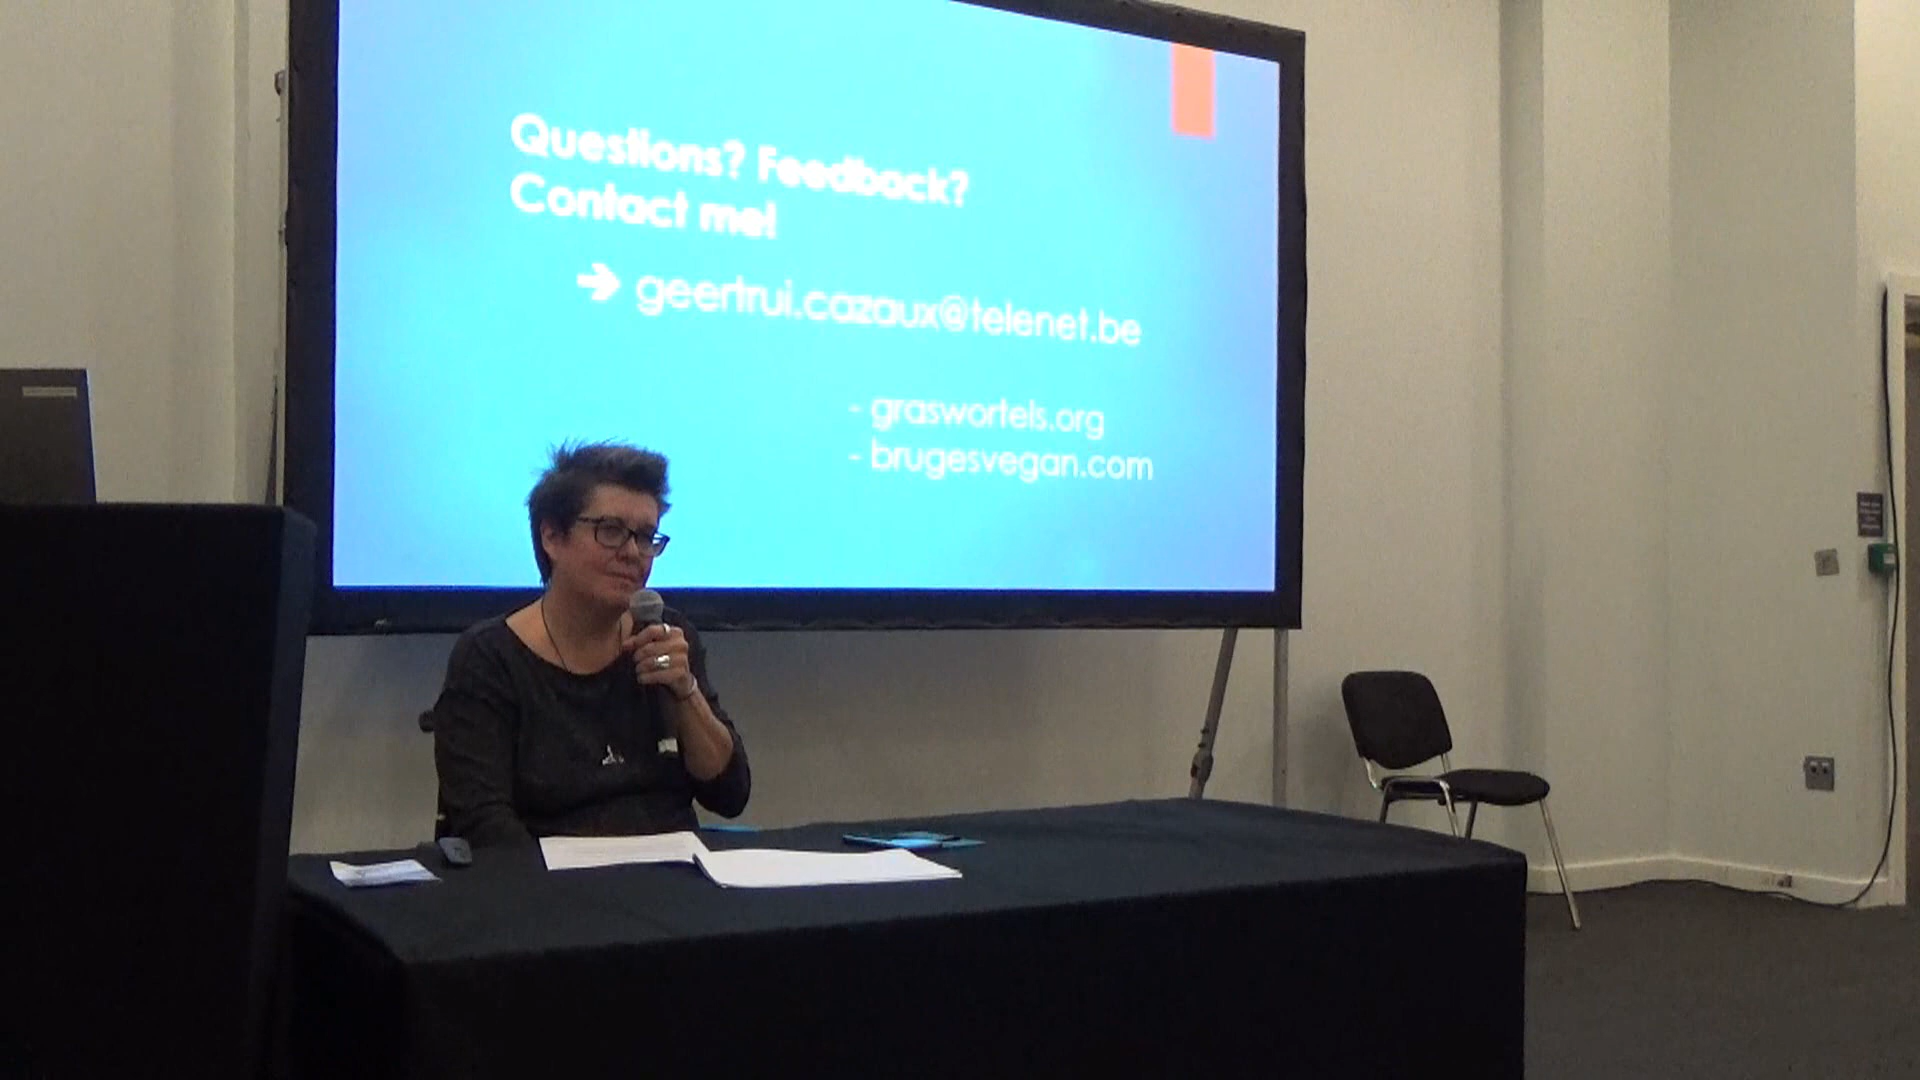 Questions? Feedback?
Contact me!
➔ geertrui.cazaux@telenet.be
- graswortels.org
- brugesvegan.com